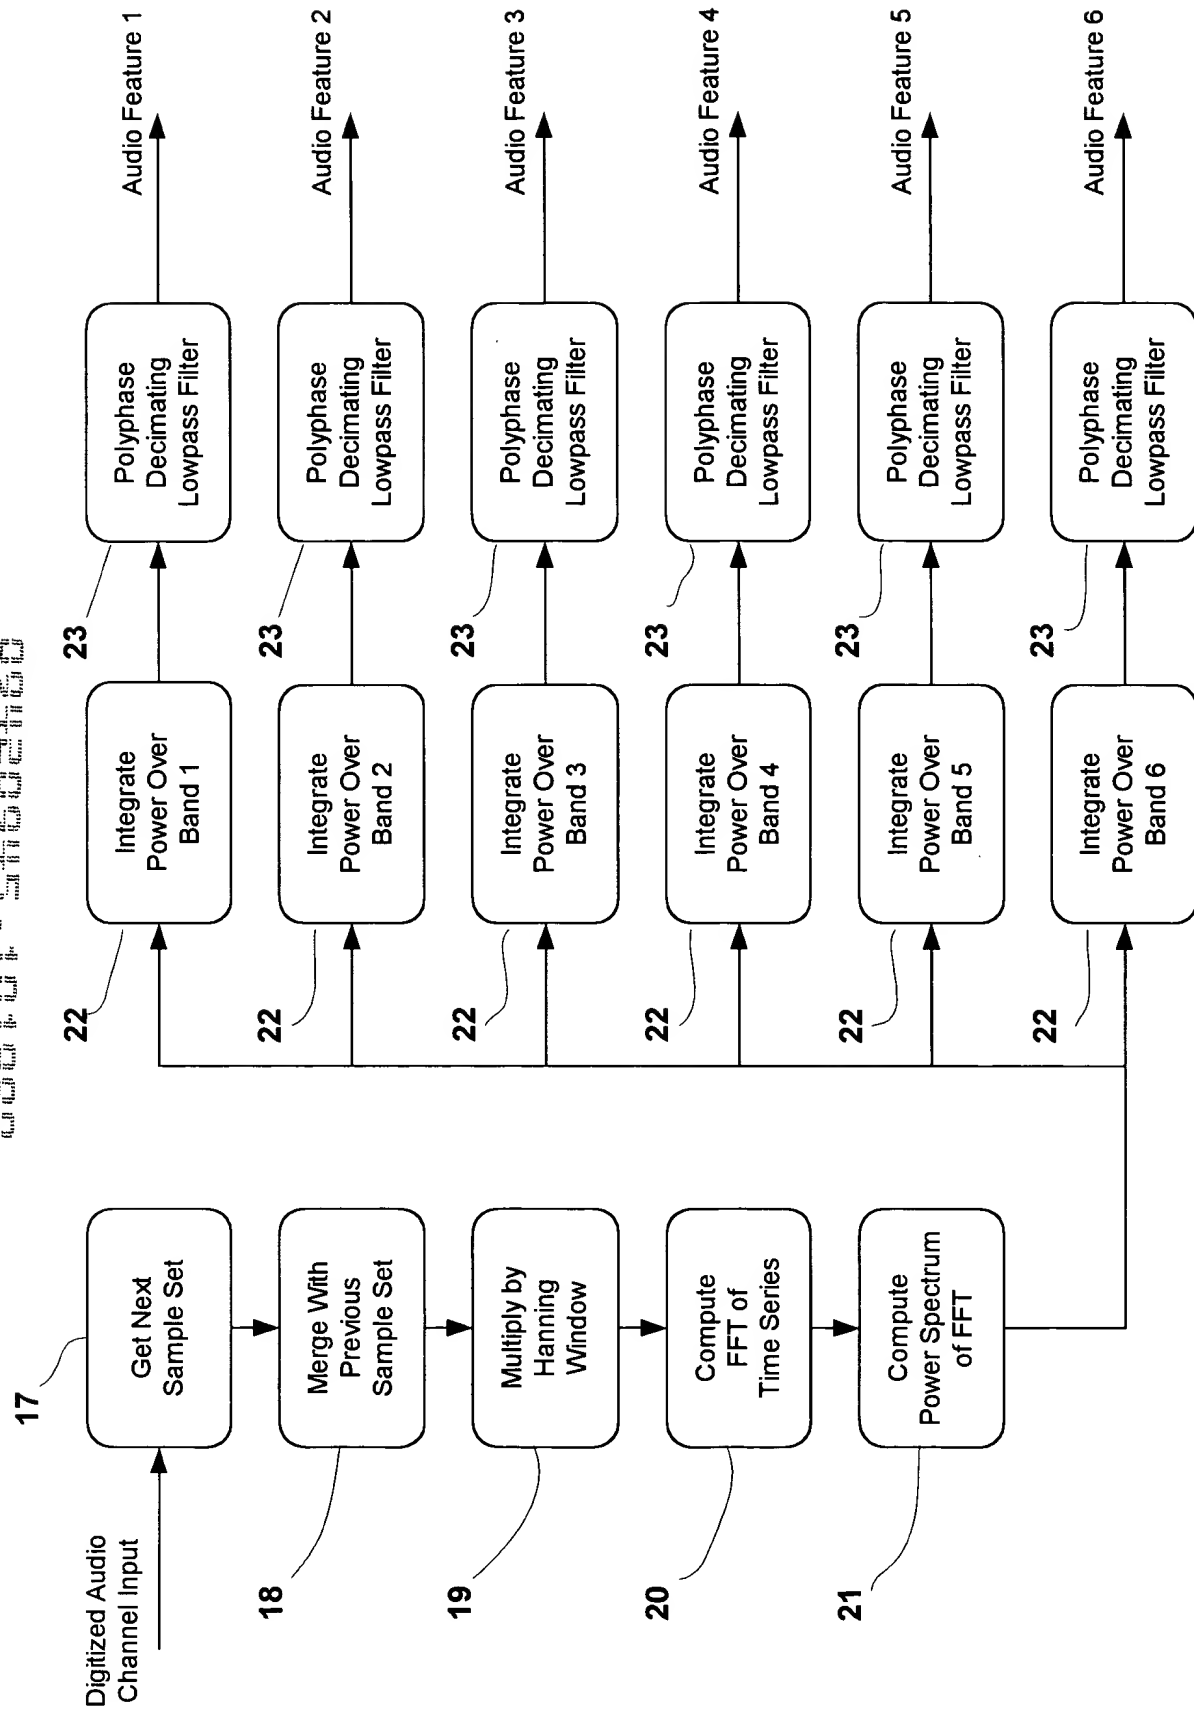 Digitized Audio
Channel Input
17
Get Next
Sample Set
18
Merge With
Previous
Sample Set
19
Multiply by
Hanning
Window
20
Compute
FFT of
Time Series
21
Compute
Power Spectrum
of FFT
22
Integrate
Power Over
Band 1
23
Polyphase
Decimating
Lowpass Filter
Audio Feature 1
22
Integrate
Power Over
Band 2
23
Polyphase
Decimating
Lowpass Filter
Audio Feature 2
22
Integrate
Power Over
Band 3
23
Polyphase
Decimating
Lowpass Filter
Audio Feature 3
22
Integrate
Power Over
Band 4
23
Polyphase
Decimating
Lowpass Filter
Audio Feature 4
22
Integrate
Power Over
Band 5
23
Polyphase
Decimating
Lowpass Filter
Audio Feature 5
22
Integrate
Power Over
Band 6
23
Polyphase
Decimating
Lowpass Filter
Audio Feature 6